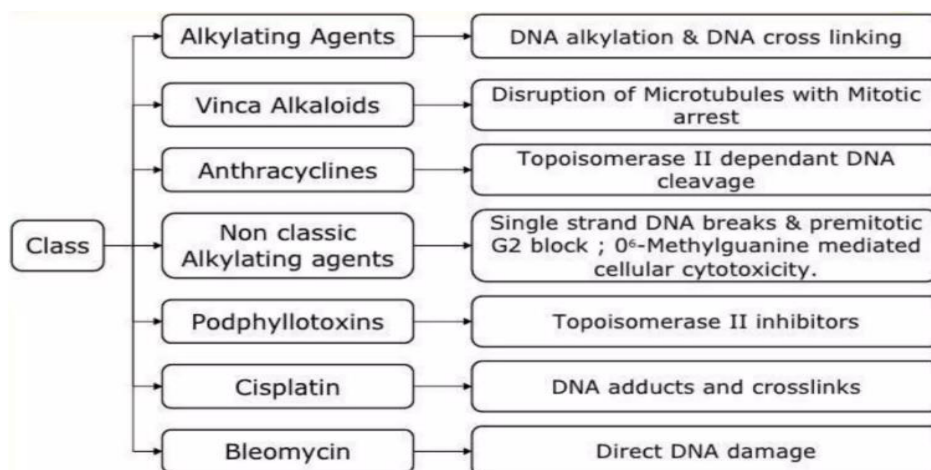 Class
Alkylating Agents
DNA alkylation & DNA cross linking
Vinca Alkaloids
Disruption of Microtubules with Mitotic
arrest
Anthracyclines
Topoisomerase II dependant DNA
cleavage
Non classic
Alkylating agents
Single strand DNA breaks & premitotic
G2 block ; 0⁶-Methylguanine mediated
cellular cytotoxicity.
Podphyllotoxins
Topoisomerase II inhibitors
Cisplatin
DNA adducts and crosslinks
Bleomycin
Direct DNA damage